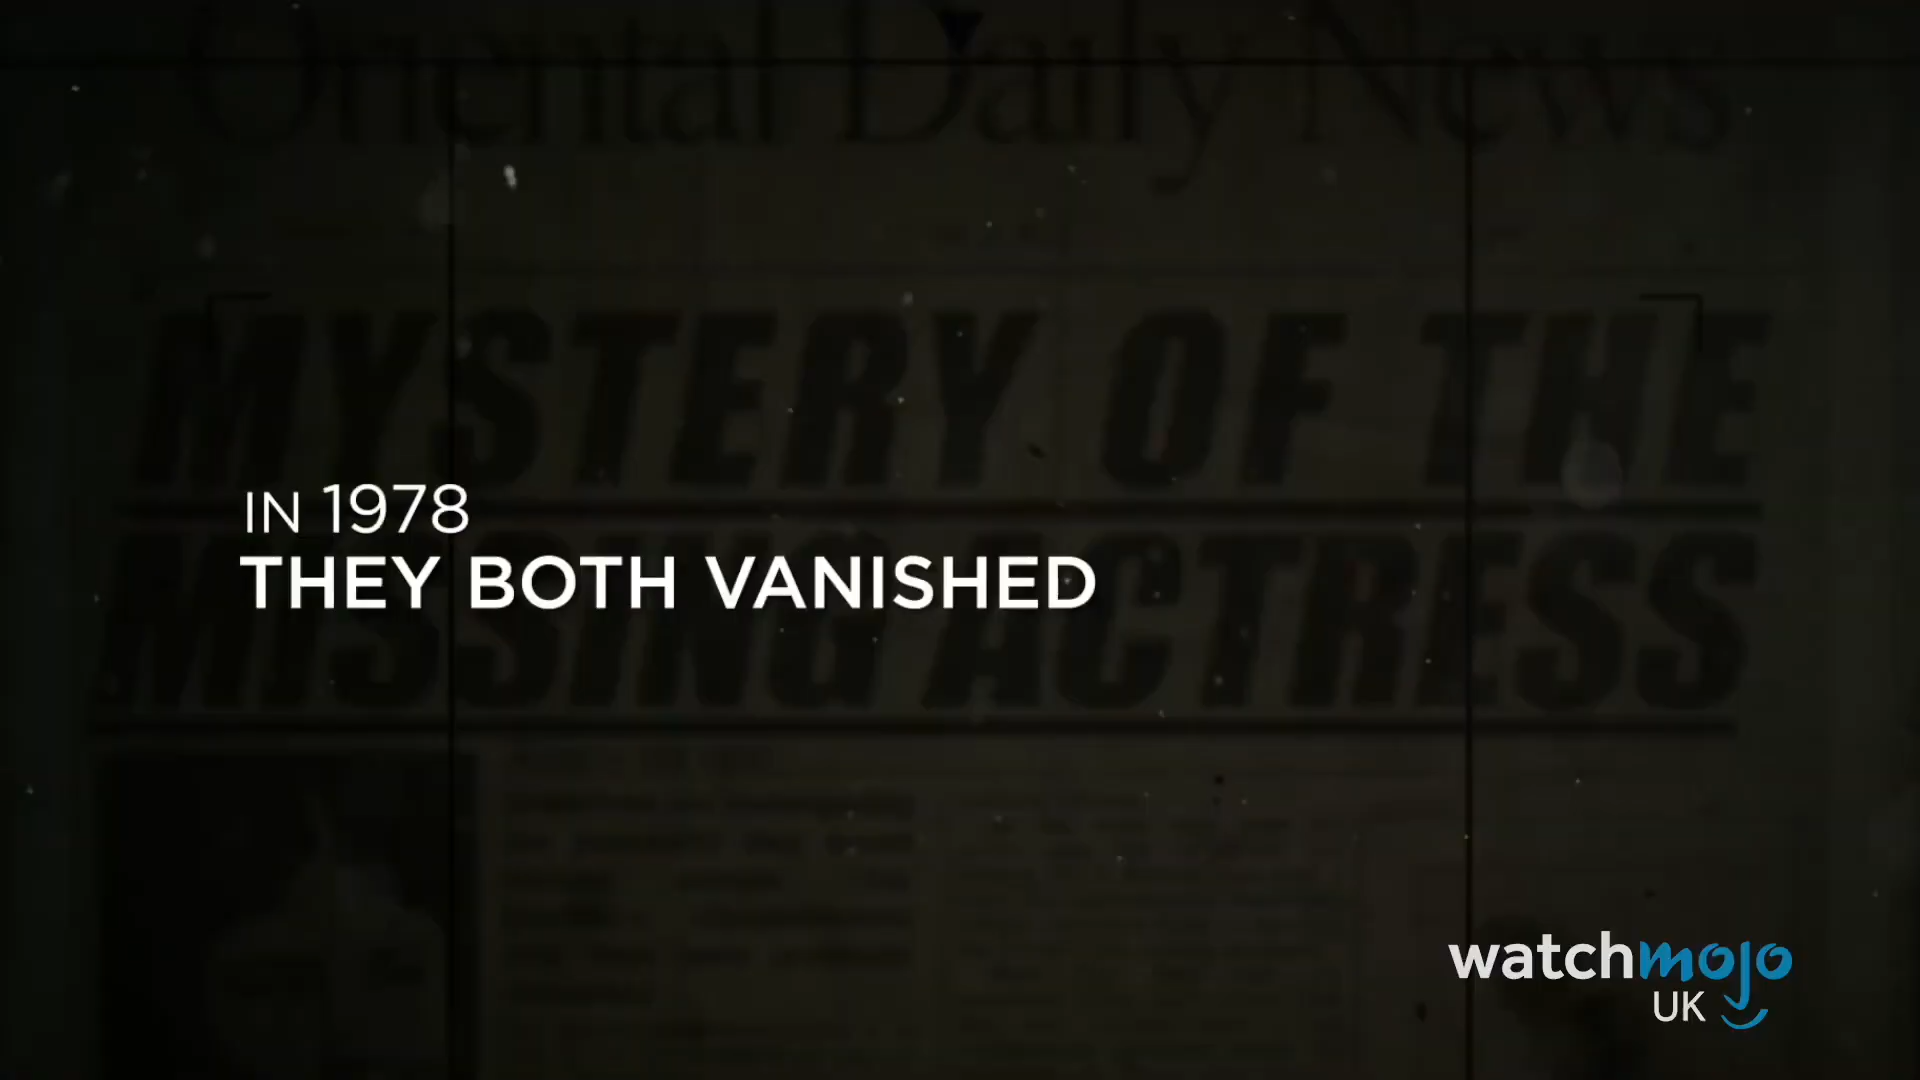 Oriental Daily News
MYSTERY OF THE
IN 1978
THEY BOTH VANISHED
MISSING ACTRESS
watchmojo
UK